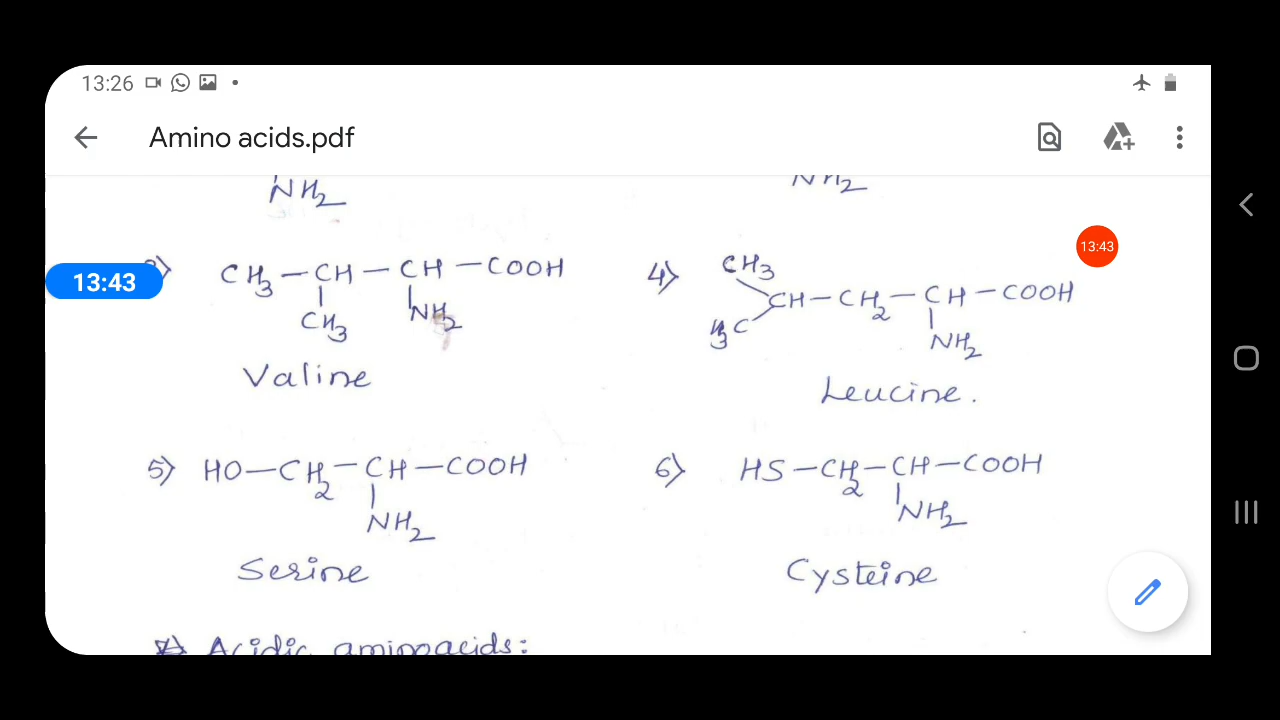 13:26
Amino acids.pdf
NH2
NH2
13:43
13:43
3) CH3 — CH — CH — COOH
CH3
NH2
Valine
4) CH3
CH — CH2 — CH — COOH
H3C
NH2
Leucine.
5) HO — CH2 — CH — COOH
NH2
Serine
6) HS — CH2 — CH — COOH
NH2
Cysteine
Acidic aminoacids: